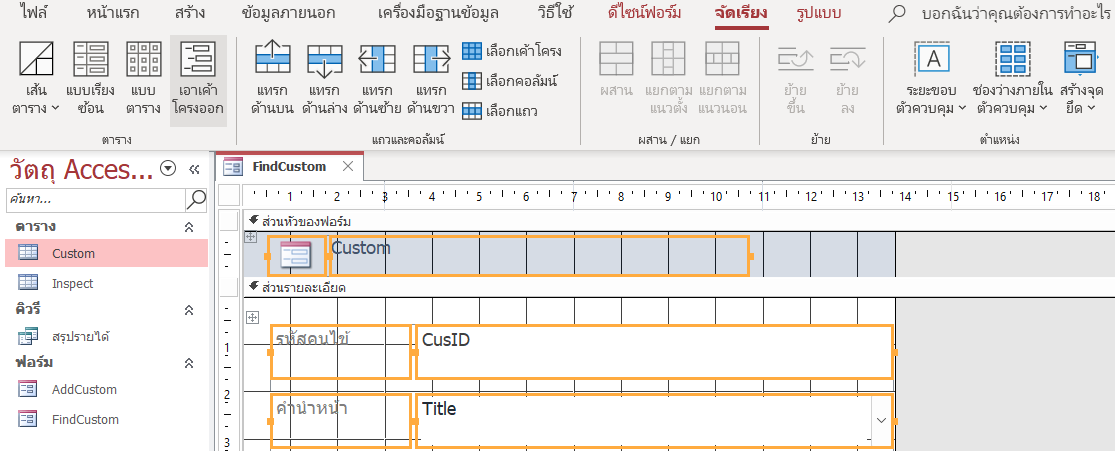 ไฟล์ หน้าแรก สร้าง ข้อมูลภายนอก เครื่องมือฐานข้อมูล วิธีใช้ ดีไซน์ฟอร์ม จัดเรียง รูปแบบ บอกฉันว่าคุณต้องการทำอะไร
เส้น แบบเรียง แบบ เอาเค้า แทรก แทรก แทรก แทรก เลือกเค้าโครง ผสาน แยกตาม แยกตาม ย้าย ย้าย ระยะขอบ ช่องว่างภายใน สร้างจุด
ตาราง ซ้อน ตาราง โครงออก ด้านบน ด้านล่าง ด้านซ้าย ด้านขวา เลือกคอลัมน์ แนวตั้ง แนวนอน ขึ้น ลง ตัวควบคุม ตัวควบคุม ยึด
เลือกแถว
ตาราง แถวและคอลัมน์ ผสาน / แยก ย้าย ตำแหน่ง
วัตถุ Acces...
ค้นหา...
ตาราง
Custom
Inspect
คิวรี
สรุปรายได้
ฟอร์ม
AddCustom
FindCustom
FindCustom
1 2 3 4 5 6 7 8 9 10 11 12 13 14 15 16 17 18
ส่วนหัวของฟอร์ม
Custom
ส่วนรายละเอียด
1
รหัสคนไข้ CusID
2
คำนำหน้า Title
3